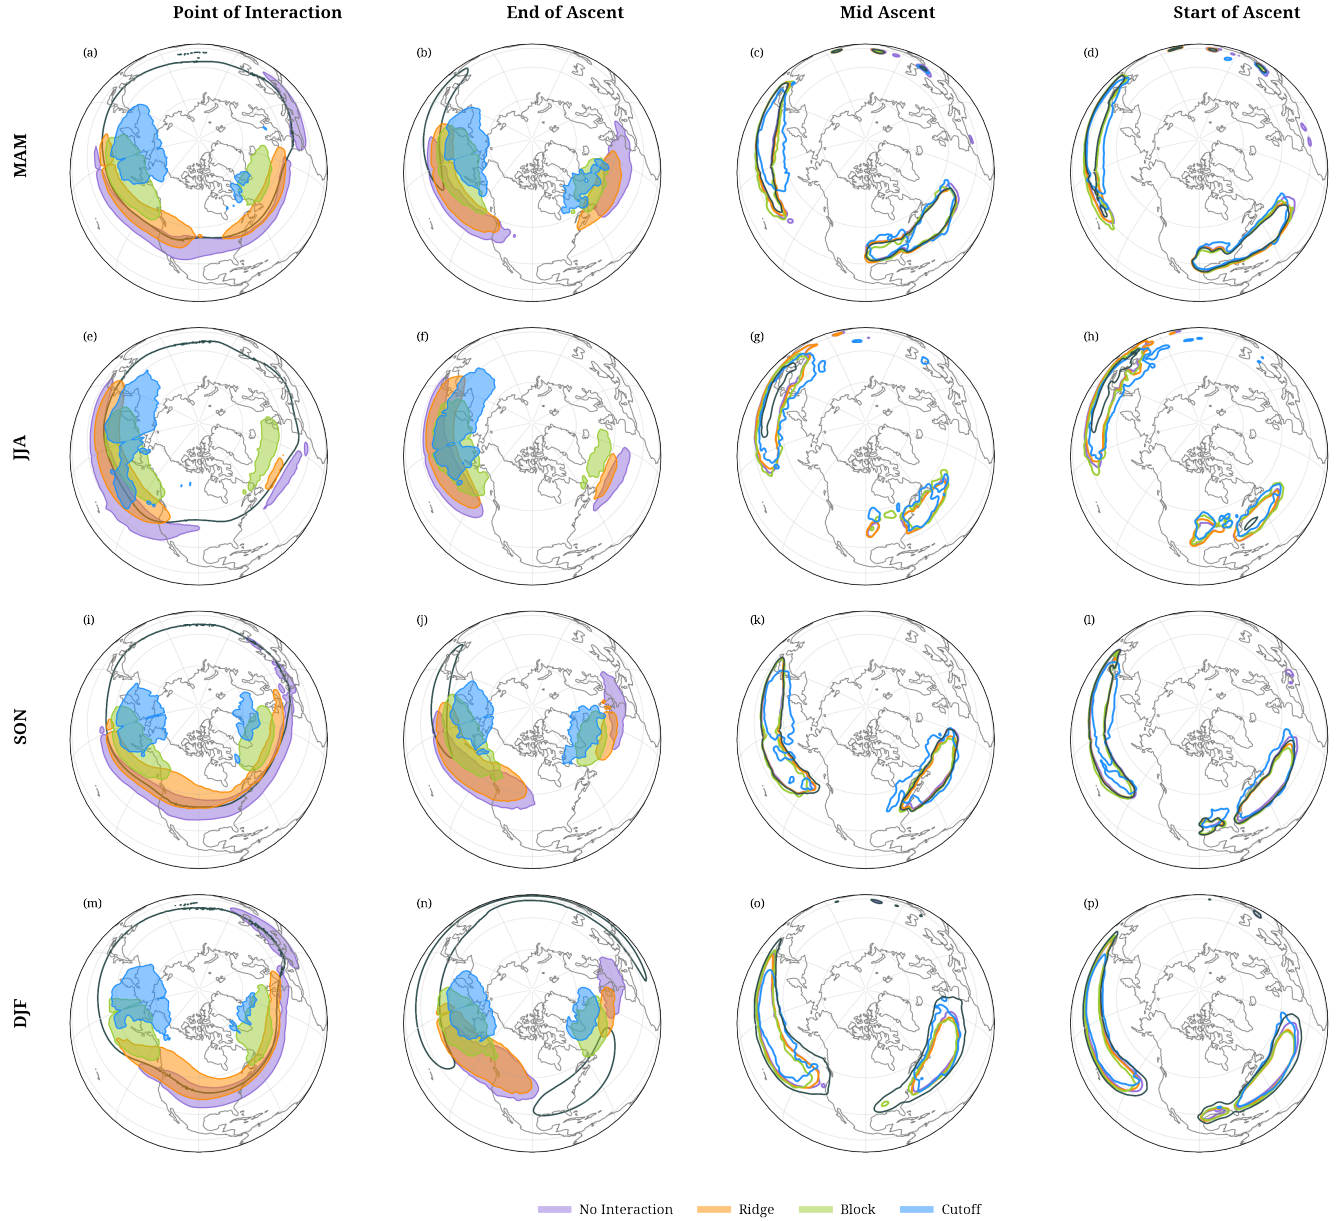 Point of Interaction End of Ascent Mid Ascent Start of Ascent
MAM (a) (b) (c) (d)
JJA (e) (f) (g) (h)
SON (i) (j) (k) (l)
DJF (m) (n) (o) (p)
No Interaction Ridge Block Cutoff